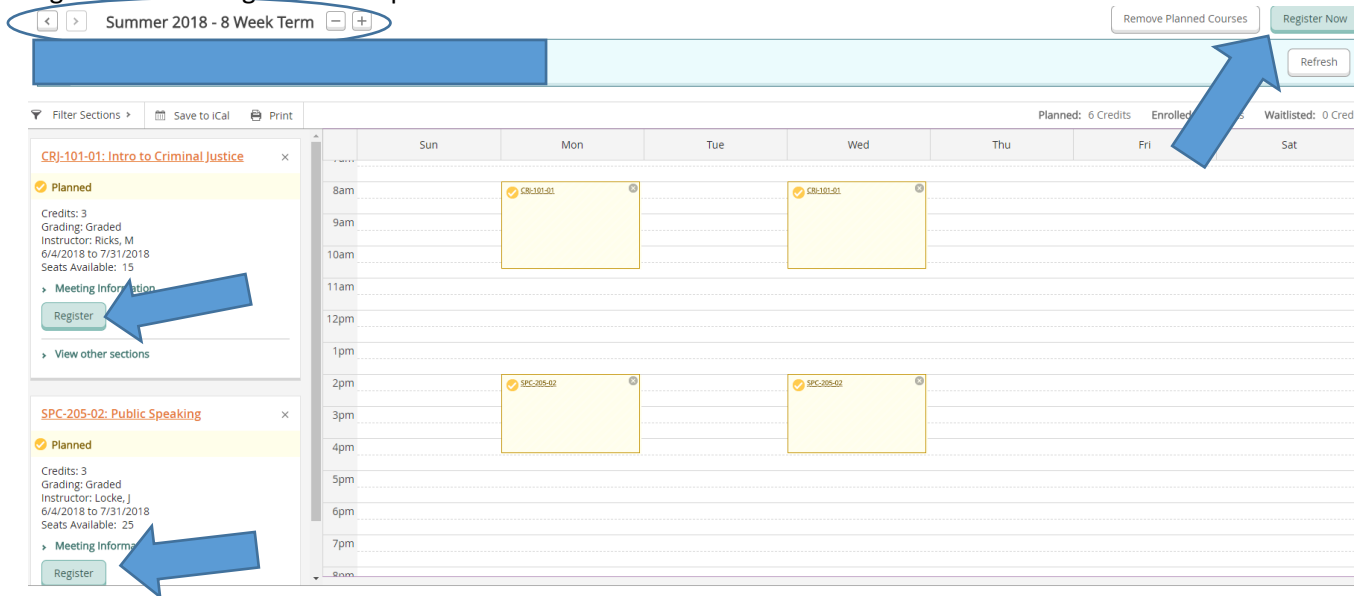 Summer 2018 - 8 Week Term
Remove Planned Courses
Register Now
Refresh
Filter Sections
Save to iCal
Print
Planned: 6 Credits Enrolled: Waitlisted: 0 Cred
Sun Mon Tue Wed Thu Fri Sat
CRJ-101-01: Intro to Criminal Justice
Planned
Credits: 3
Grading: Graded
Instructor: Ricks, M
6/4/2018 to 7/31/2018
Seats Available: 15
Meeting Information
Register
View other sections
SPC-205-02: Public Speaking
Planned
Credits: 3
Grading: Graded
Instructor: Locke, J
6/4/2018 to 7/31/2018
Seats Available: 25
Meeting Informa
Register
8am
CRJ-101-01 CRJ-101-01
9am
10am
11am
12pm
1pm
2pm
SPC-205-02 SPC-205-02
3pm
4pm
5pm
6pm
7pm
8pm